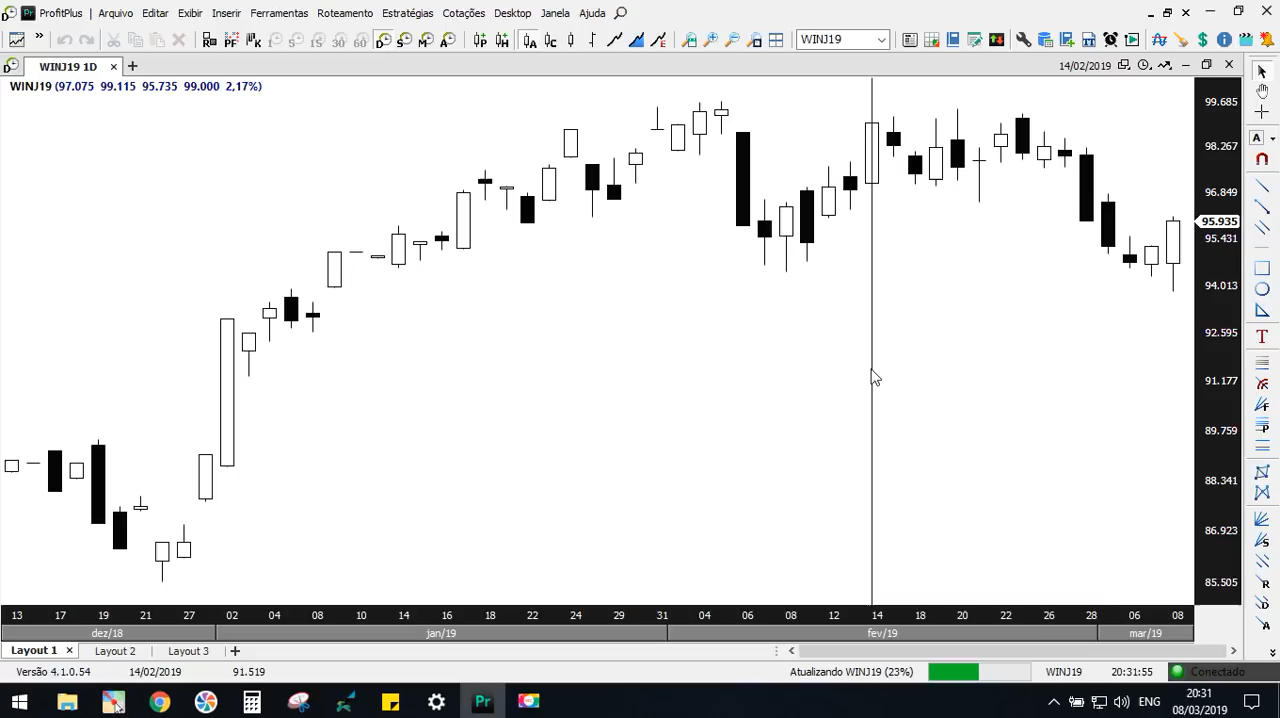 ProfitPlus Arquivo Editar Exibir Inserir Ferramentas Roteamento Estratégias Cotações Desktop Janela Ajuda
WINJ19
WINJ19 1D
14/02/2019
WINJ19 (97.075 99.115 95.735 99.000 2,17%)
99.685
98.267
96.849
95.935
95.431
94.013
92.595
91.177
89.759
88.341
86.923
85.505
13 17 19 21 27 02 04 08 10 14 16 18 22 24 29 31 04 06 08 12 14 18 20 22 26 28 06 08
dez/18 jan/19 fev/19 mar/19
Layout 1 Layout 2 Layout 3
Versão 4.1.0.54 14/02/2019 91.519 Atualizando WINJ19 (23%) WINJ19 20:31:55 Conectado
Pr ENG 20:31
08/03/2019